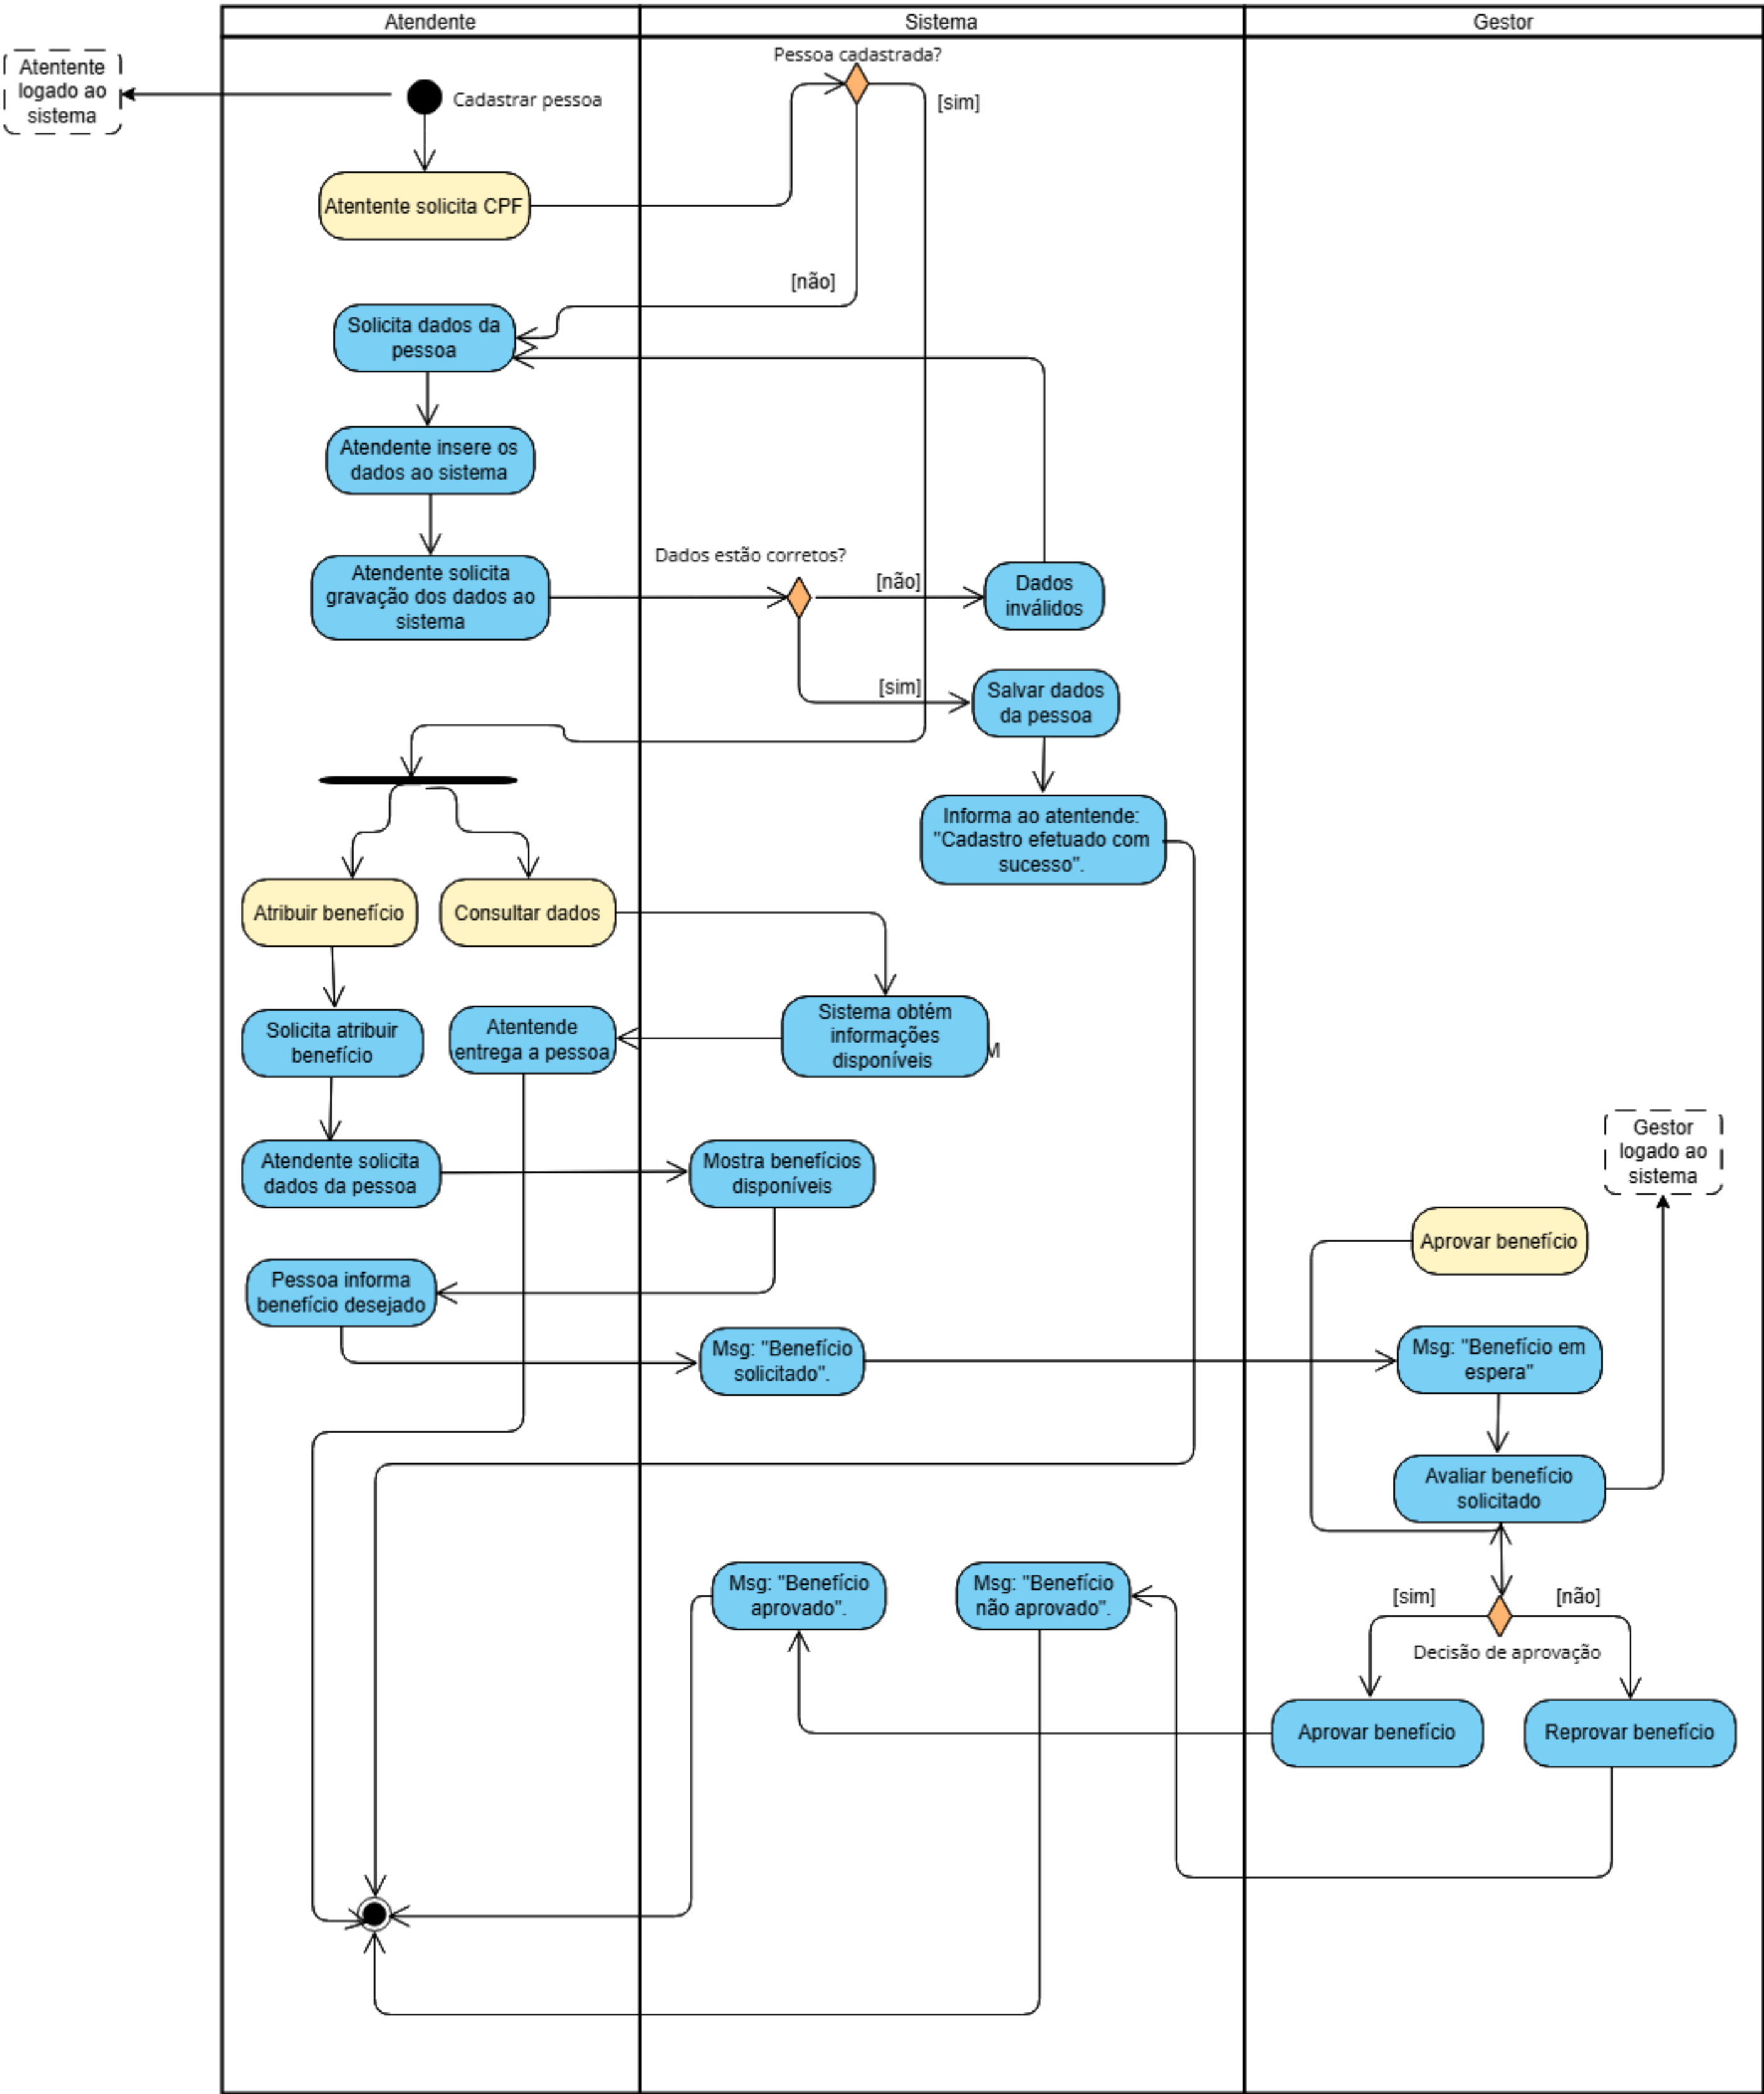 Atendente
Sistema
Gestor
Atentente
logado ao
sistema
Cadastrar pessoa
Pessoa cadastrada?
[sim]
Atentente solicita CPF
[não]
Solicita dados da
pessoa
Atendente insere os
dados ao sistema
Atendente solicita
gravação dos dados ao
sistema
Dados estão corretos?
[não]
Dados
inválidos
[sim]
Salvar dados
da pessoa
Informa ao atentende:
"Cadastro efetuado com
sucesso".
Atribuir benefício
Consultar dados
Solicita atribuir
benefício
Atentende
entrega a pessoa
Sistema obtém
informações
disponíveis
Atendente solicita
dados da pessoa
Mostra benefícios
disponíveis
Gestor
logado ao
sistema
Aprovar benefício
Pessoa informa
benefício desejado
Msg: "Benefício
solicitado".
Msg: "Benefício em
espera"
Avaliar benefício
solicitado
Msg: "Benefício
aprovado".
Msg: "Benefício
não aprovado".
[sim]
[não]
Decisão de aprovação
Aprovar benefício
Reprovar benefício